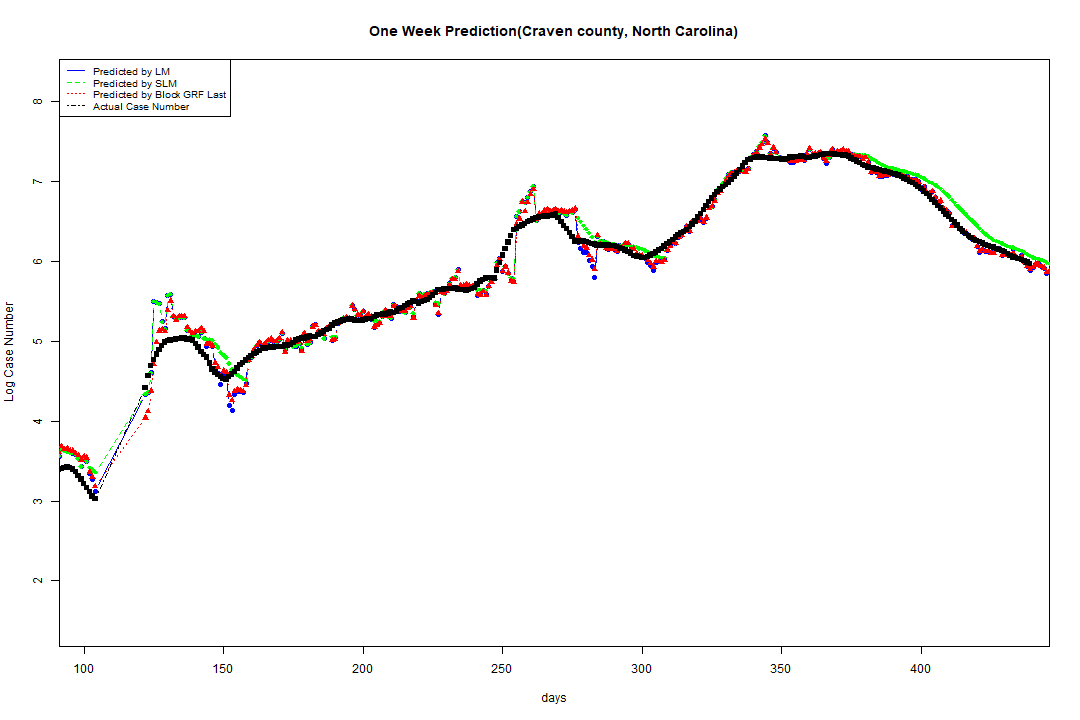 One Week Prediction(Craven county, North Carolina)
Predicted by LM
Predicted by SLM
Predicted by Block GRF Last
Actual Case Number
8
7
6
5
4
3
2
Log Case Number
100 150 200 250 300 350 400
days